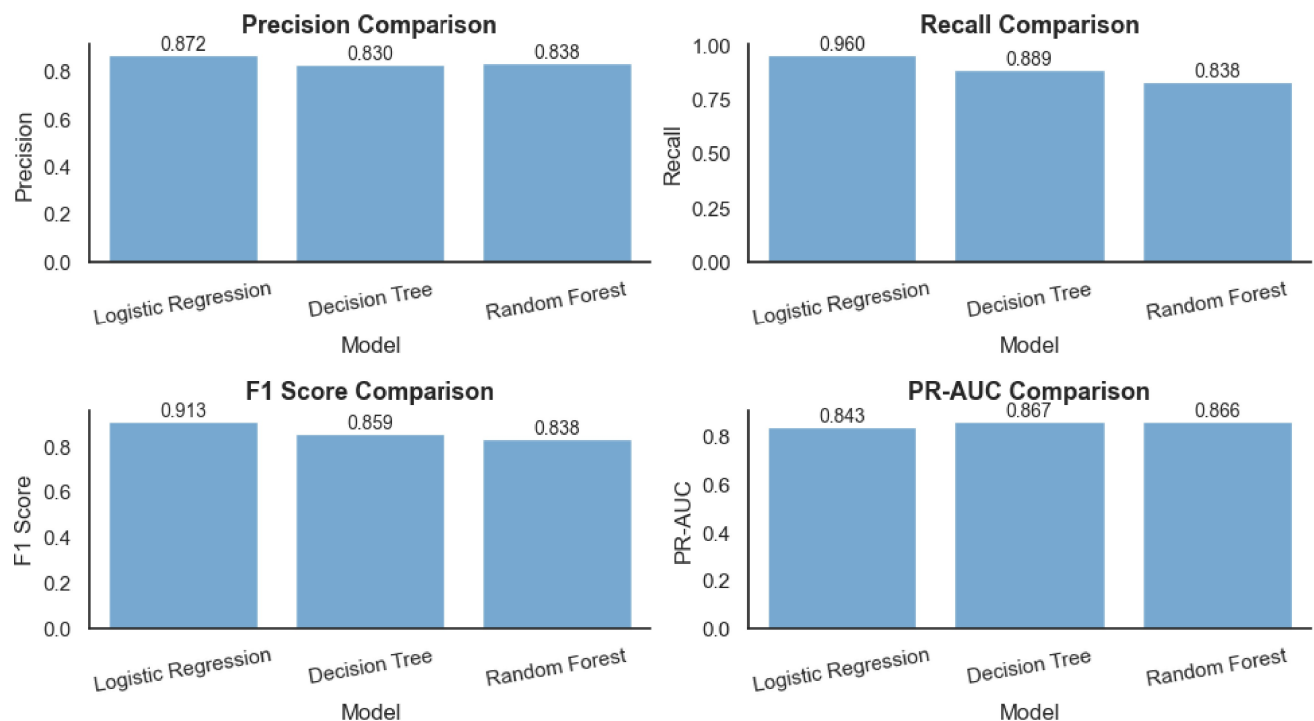 Precision Comparison
0.872
0.830
0.838
0.8
0.6
0.4
0.2
0.0
Precision
Logistic Regression
Decision Tree
Random Forest
Model
Recall Comparison
0.960
0.889
0.838
1.00
0.75
0.50
0.25
0.00
Recall
Logistic Regression
Decision Tree
Random Forest
Model
F1 Score Comparison
0.913
0.859
0.838
0.8
0.6
0.4
0.2
0.0
F1 Score
Logistic Regression
Decision Tree
Random Forest
Model
PR-AUC Comparison
0.843
0.867
0.866
0.8
0.6
0.4
0.2
0.0
PR-AUC
Logistic Regression
Decision Tree
Random Forest
Model